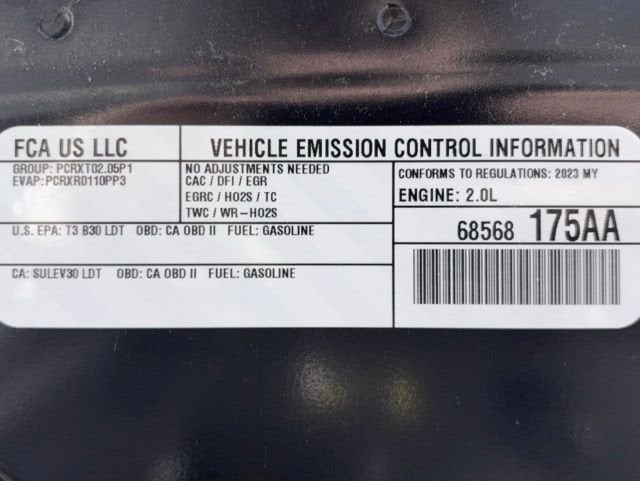 FCA US LLC
VEHICLE EMISSION CONTROL INFORMATION
GROUP: PCRXT02.05P1
EVAP: PCRXR0110PP3
NO ADJUSTMENTS NEEDED
CAC / DFI / EGR
EGRC / HO2S / TC
TWC / WR-HO2S
CONFORMS TO REGULATIONS: 2023 MY
ENGINE: 2.0L
U.S. EPA: T3 B30 LDT OBD: CA OBD II FUEL: GASOLINE
68568 175AA
CA: SULEV30 LDT OBD: CA OBD II FUEL: GASOLINE